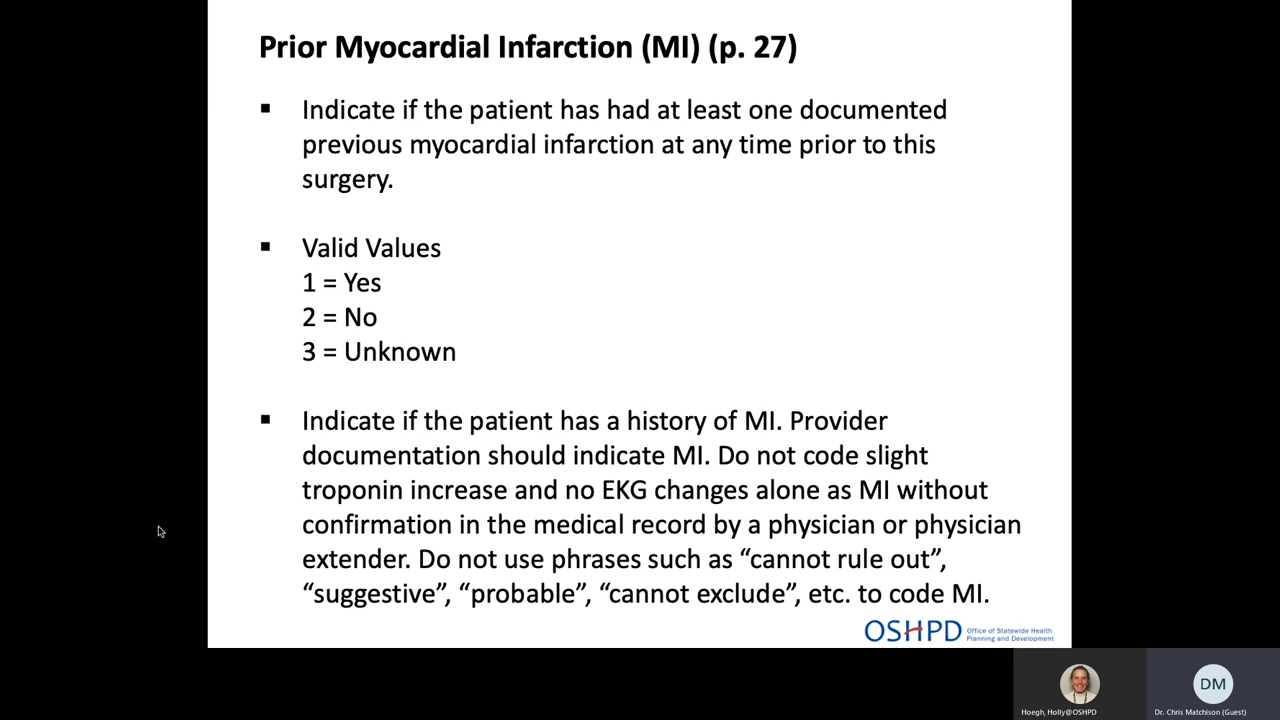 Prior Myocardial Infarction (MI) (p. 27)
▪ Indicate if the patient has had at least one documented
previous myocardial infarction at any time prior to this
surgery.
▪ Valid Values
1 = Yes
2 = No
3 = Unknown
▪ Indicate if the patient has a history of MI. Provider
documentation should indicate MI. Do not code slight
troponin increase and no EKG changes alone as MI without
confirmation in the medical record by a physician or physician
extender. Do not use phrases such as “cannot rule out”,
“suggestive”, “probable”, “cannot exclude”, etc. to code MI.
OSHPD Office of Statewide Health
Planning and Development
DM
Hoegh, Holly@OSHPD
Dr. Chris Matchison (Guest)